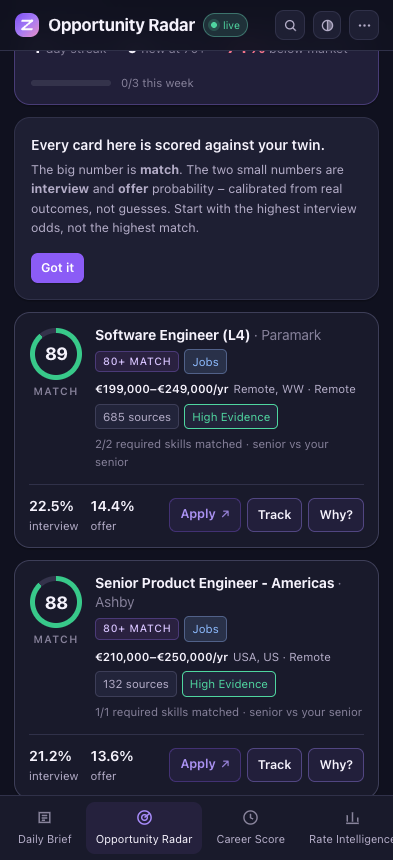 Opportunity Radar live
0/3 this week
Every card here is scored against your twin.
The big number is match. The two small numbers are
interview and offer probability – calibrated from real
outcomes, not guesses. Start with the highest interview
odds, not the highest match.
Got it
89
MATCH
Software Engineer (L4) · Paramark
80+ MATCH Jobs
€199,000–€249,000/yr Remote, WW · Remote
685 sources High Evidence
2/2 required skills matched · senior vs your
senior
22.5% 14.4%
interview offer
Apply ↗ Track Why?
88
MATCH
Senior Product Engineer - Americas ·
Ashby
80+ MATCH Jobs
€210,000–€250,000/yr USA, US · Remote
132 sources High Evidence
1/1 required skills matched · senior vs your senior
21.2% 13.6%
interview offer
Apply ↗ Track Why?
Daily Brief Opportunity Radar Career Score Rate Intelligence